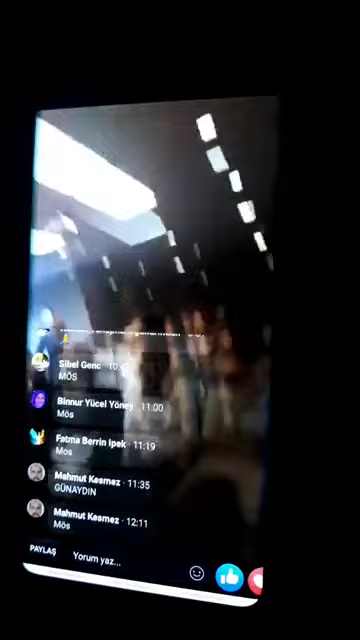 Sibel Genc
MÖS
Binnur Yücel Yöney · 11:00
Mös
Fatma Berrin Ipek · 11:19
Mos
Mahmut Kesmez · 11:35
GÜNAYDIN
Mahmut Kesmez · 12:11
Mös
PAYLAŞ
Yorum yaz...